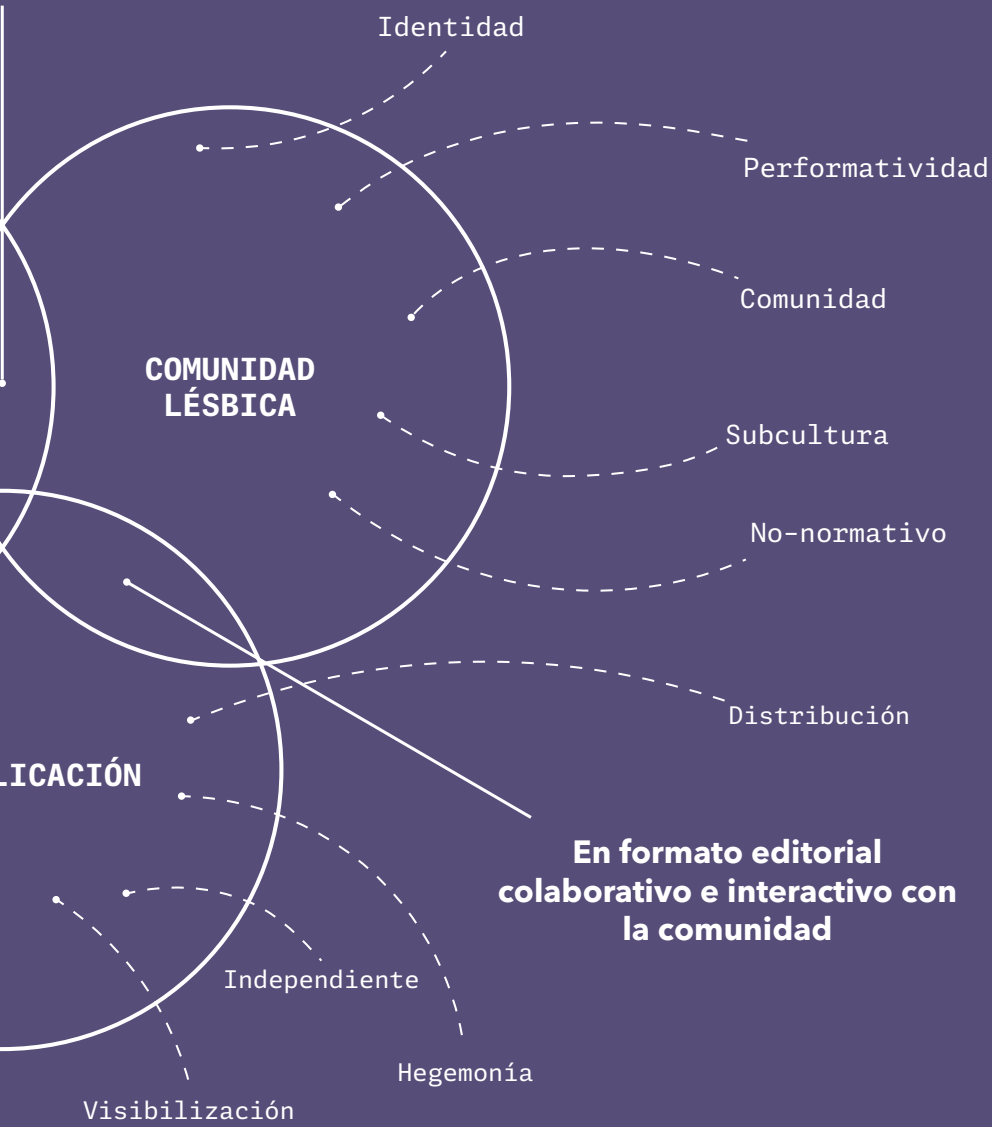 Identidad
Performatividad
Comunidad
COMUNIDAD
LÉSBICA
Subcultura
No-normativo
Distribución
LICACIÓN
En formato editorial
colaborativo e interactivo con
la comunidad
Independiente
Hegemonía
Visibilización